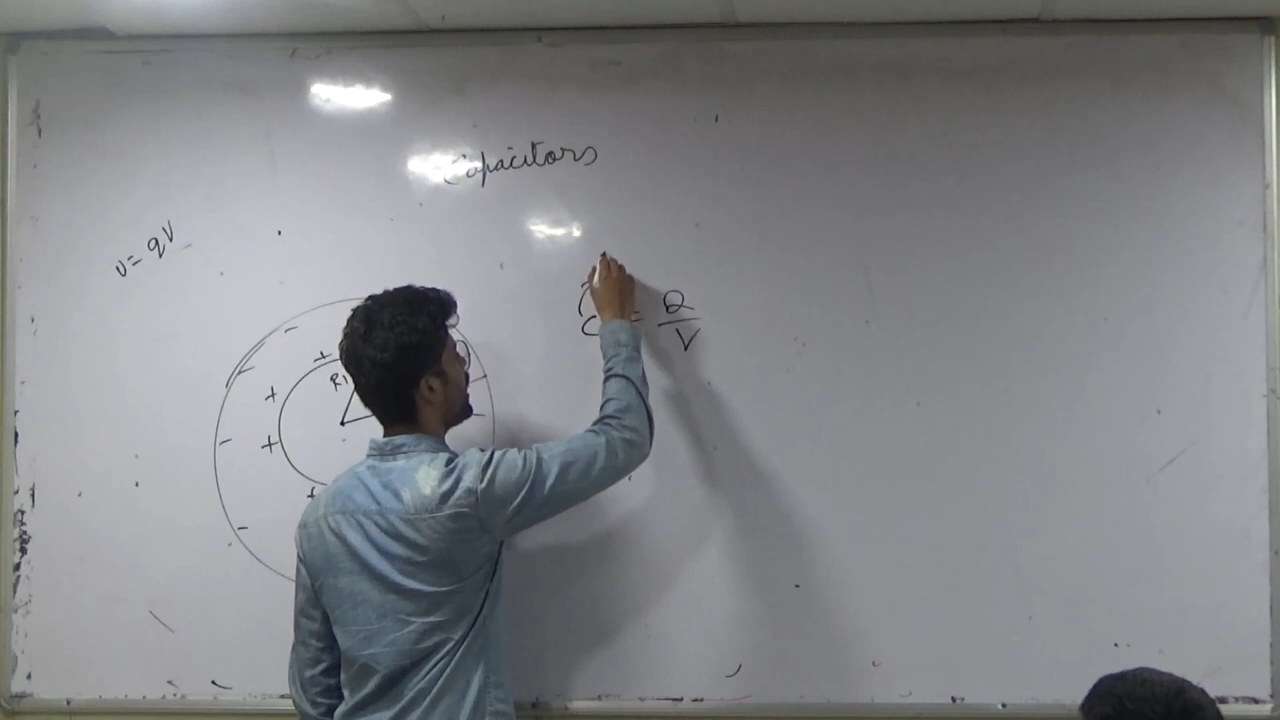 Capacitors
U = qV
C = Q / V
R1